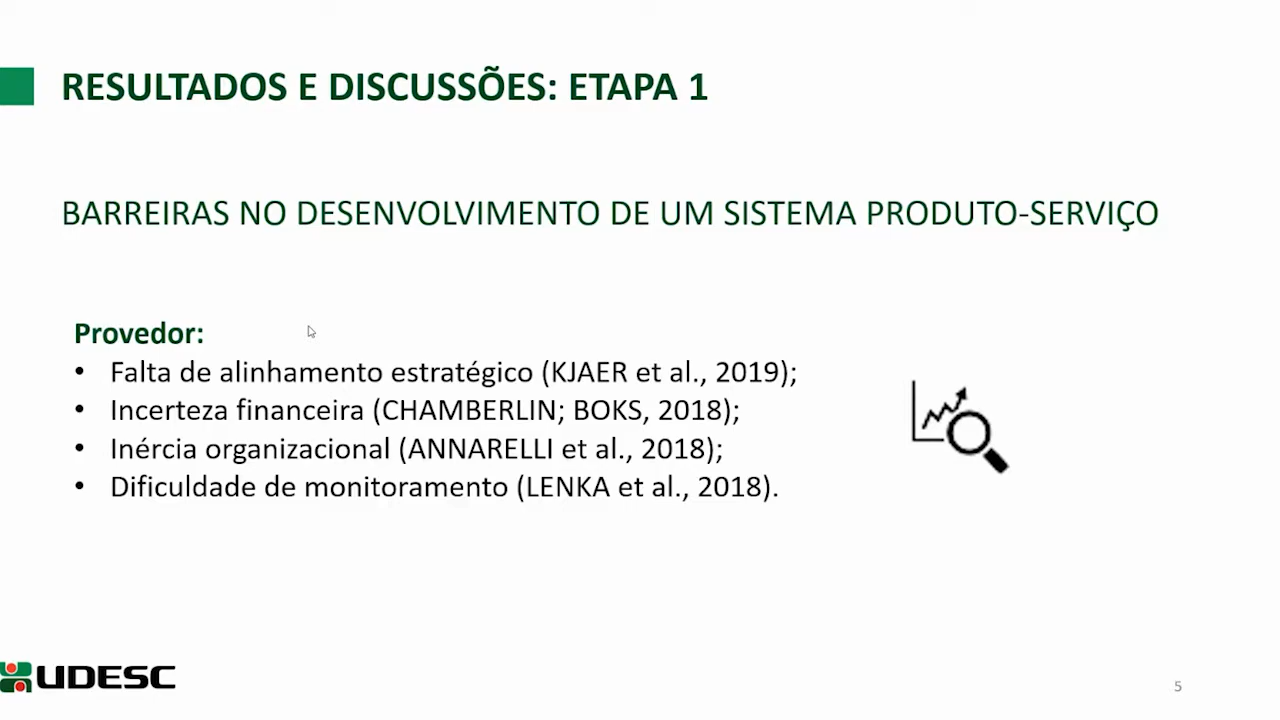 RESULTADOS E DISCUSSÕES: ETAPA 1
BARREIRAS NO DESENVOLVIMENTO DE UM SISTEMA PRODUTO-SERVIÇO
Provedor:
• Falta de alinhamento estratégico (KJAER et al., 2019);
• Incerteza financeira (CHAMBERLIN; BOKS, 2018);
• Inércia organizacional (ANNARELLI et al., 2018);
• Dificuldade de monitoramento (LENKA et al., 2018).
UDESC
5